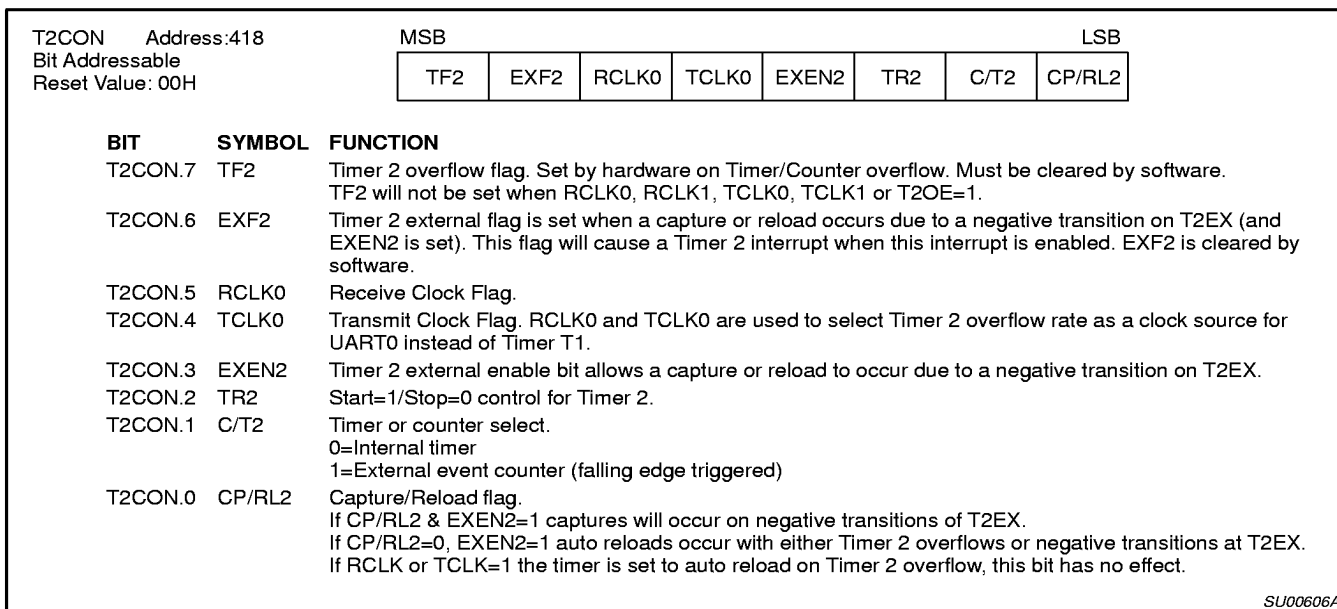 T2CON Address:418 MSB LSB
Bit Addressable
Reset Value: 00H
TF2 EXF2 RCLK0 TCLK0 EXEN2 TR2 C/T2 CP/RL2
BIT SYMBOL FUNCTION
T2CON.7 TF2 Timer 2 overflow flag. Set by hardware on Timer/Counter overflow. Must be cleared by software.
TF2 will not be set when RCLK0, RCLK1, TCLK0, TCLK1 or T2OE=1.
T2CON.6 EXF2 Timer 2 external flag is set when a capture or reload occurs due to a negative transition on T2EX (and
EXEN2 is set). This flag will cause a Timer 2 interrupt when this interrupt is enabled. EXF2 is cleared by
software.
T2CON.5 RCLK0 Receive Clock Flag.
T2CON.4 TCLK0 Transmit Clock Flag. RCLK0 and TCLK0 are used to select Timer 2 overflow rate as a clock source for
UART0 instead of Timer T1.
T2CON.3 EXEN2 Timer 2 external enable bit allows a capture or reload to occur due to a negative transition on T2EX.
T2CON.2 TR2 Start=1/Stop=0 control for Timer 2.
T2CON.1 C/T2 Timer or counter select.
0=Internal timer
1=External event counter (falling edge triggered)
T2CON.0 CP/RL2 Capture/Reload flag.
If CP/RL2 & EXEN2=1 captures will occur on negative transitions of T2EX.
If CP/RL2=0, EXEN2=1 auto reloads occur with either Timer 2 overflows or negative transitions at T2EX.
If RCLK or TCLK=1 the timer is set to auto reload on Timer 2 overflow, this bit has no effect.
SU00606A